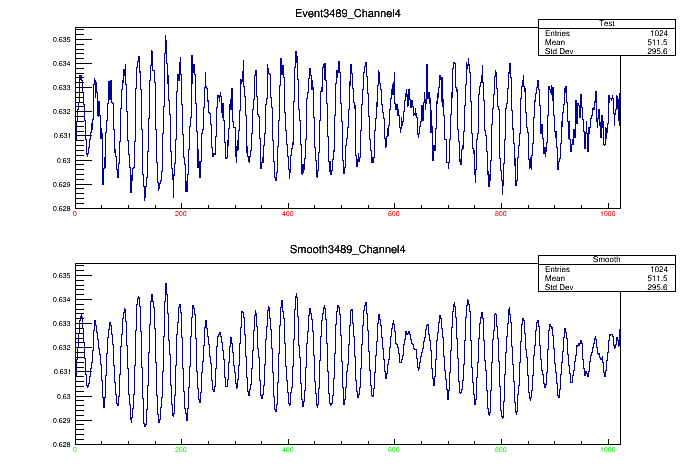 Event3489_Channel4
Test
Entries 1024
Mean 511.5
Std Dev 295.6
0.635
0.634
0.633
0.632
0.631
0.63
0.629
0.628
0 200 400 600 800 1000
Smooth3489_Channel4
Smooth
Entries 1024
Mean 511.5
Std Dev 295.6
0.635
0.634
0.633
0.632
0.631
0.63
0.629
0.628
0 200 400 600 800 1000